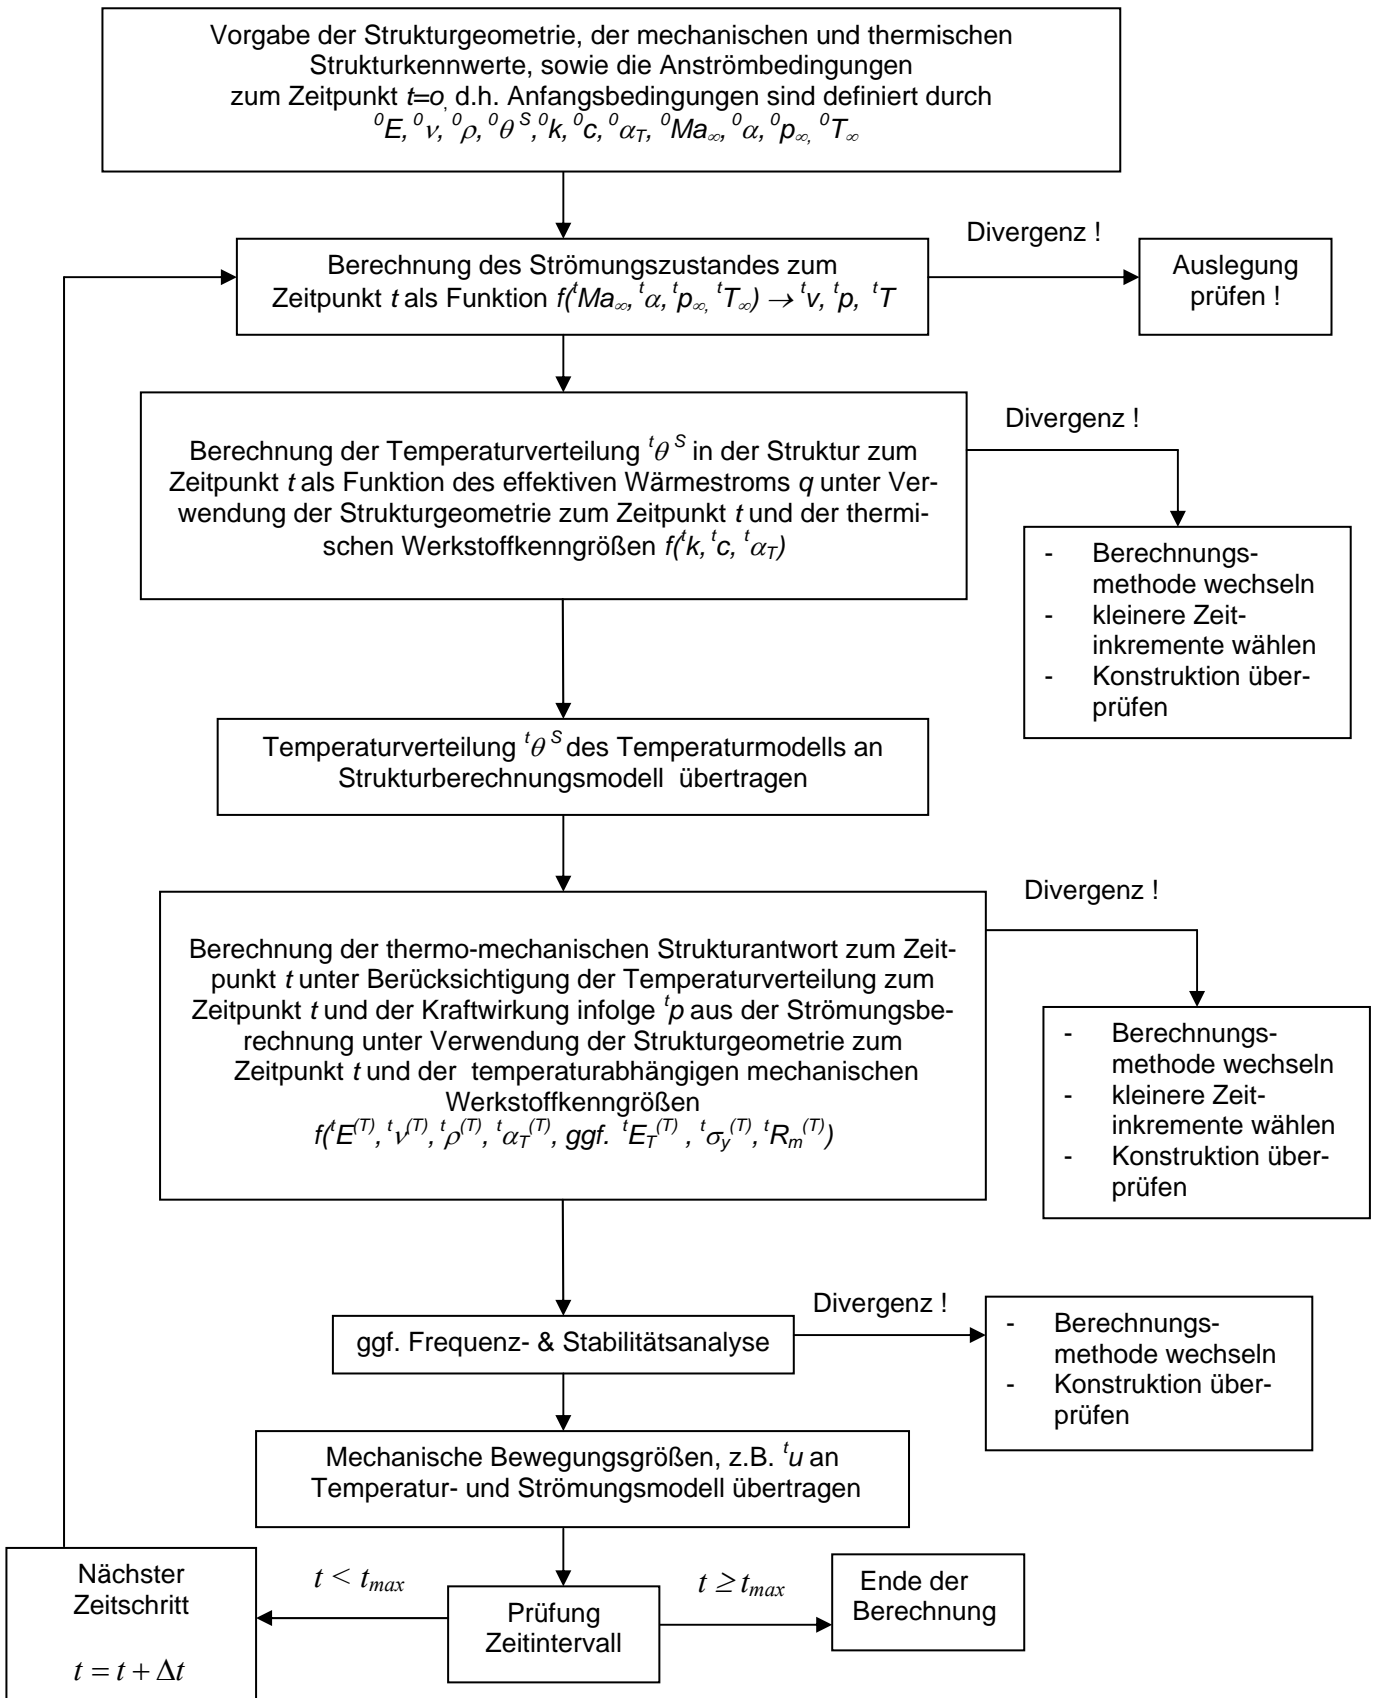 Vorgabe der Strukturgeometrie, der mechanischen und thermischen
Strukturkennwerte, sowie die Anströmbedingungen
zum Zeitpunkt t=o, d.h. Anfangsbedingungen sind definiert durch
⁰E, ⁰ν, ⁰ρ, ⁰θ ˢ, ⁰k, ⁰c, ⁰α_T, ⁰Ma_∞, ⁰α, ⁰p_∞, ⁰T_∞
Divergenz !
Berechnung des Strömungszustandes zum
Zeitpunkt t als Funktion f(ᵗMa_∞, ᵗα, ᵗp_∞, ᵗT_∞) → ᵗv, ᵗp, ᵗT
Auslegung
prüfen !
Divergenz !
Berechnung der Temperaturverteilung ᵗθ ˢ in der Struktur zum
Zeitpunkt t als Funktion des effektiven Wärmestroms q unter Ver-
wendung der Strukturgeometrie zum Zeitpunkt t und der thermi-
schen Werkstoffkenngrößen f(ᵗk, ᵗc, ᵗα_T)
- Berechnungs-
methode wechseln
- kleinere Zeit-
inkremente wählen
- Konstruktion über-
prüfen
Temperaturverteilung ᵗθ ˢ des Temperaturmodells an
Strukturberechnungsmodell übertragen
Divergenz !
Berechnung der thermo-mechanischen Strukturantwort zum Zeit-
punkt t unter Berücksichtigung der Temperaturverteilung zum
Zeitpunkt t und der Kraftwirkung infolge ᵗp aus der Strömungsbe-
rechnung unter Verwendung der Strukturgeometrie zum
Zeitpunkt t und der temperaturabhängigen mechanischen
Werkstoffkenngrößen
f(ᵗE⁽ᵀ⁾, ᵗν⁽ᵀ⁾, ᵗρ⁽ᵀ⁾, ᵗα_T⁽ᵀ⁾, ggf. ᵗE_T⁽ᵀ⁾ , ᵗσ_y⁽ᵀ⁾, ᵗR_m⁽ᵀ⁾)
- Berechnungs-
methode wechseln
- kleinere Zeit-
inkremente wählen
- Konstruktion über-
prüfen
Divergenz !
ggf. Frequenz- & Stabilitätsanalyse
- Berechnungs-
methode wechseln
- Konstruktion über-
prüfen
Mechanische Bewegungsgrößen, z.B. ᵗu an
Temperatur- und Strömungsmodell übertragen
Nächster
Zeitschritt
t = t + Δt
t < t_max
Prüfung
Zeitintervall
t ≥ t_max
Ende der
Berechnung